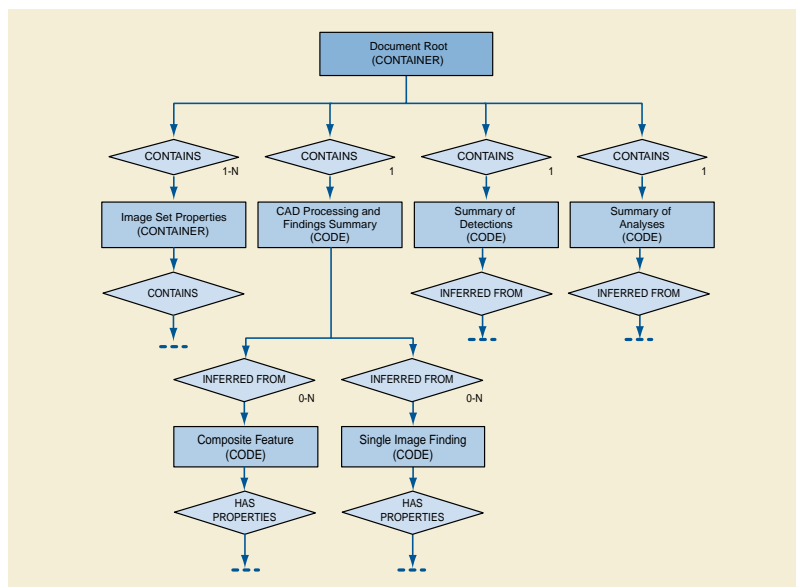 Document Root
(CONTAINER)
CONTAINS
1-N
CONTAINS
1
CONTAINS
1
CONTAINS
1
Image Set Properties
(CONTAINER)
CAD Processing and
Findings Summary
(CODE)
Summary of
Detections
(CODE)
Summary of
Analyses
(CODE)
CONTAINS
INFERRED FROM
INFERRED FROM
INFERRED FROM
0-N
INFERRED FROM
0-N
Composite Feature
(CODE)
Single Image Finding
(CODE)
HAS
PROPERTIES
HAS
PROPERTIES